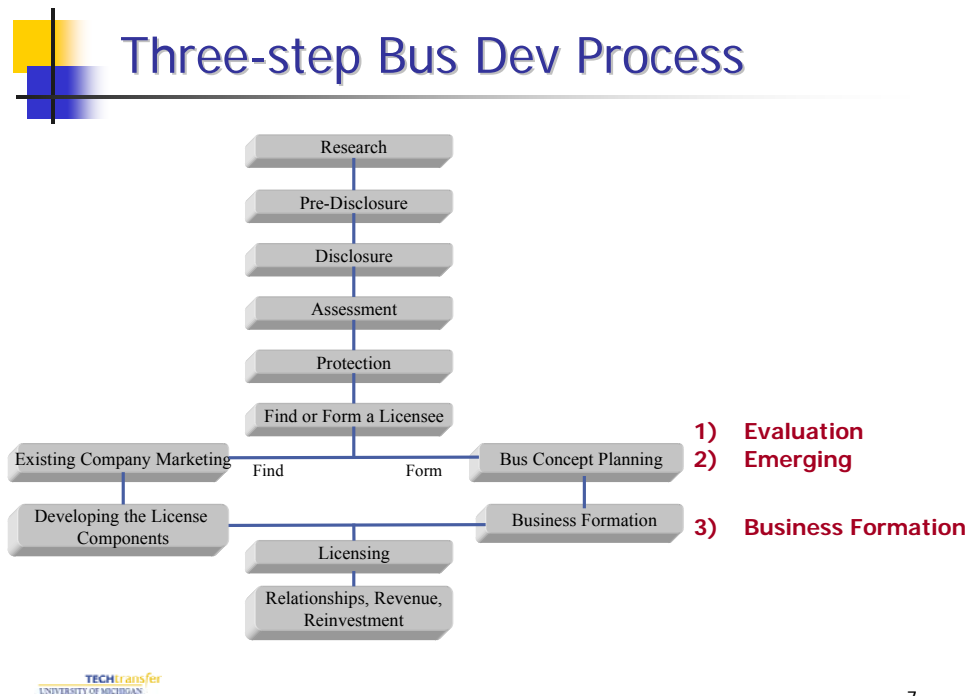 Three-step Bus Dev Process
Research
Pre-Disclosure
Disclosure
Assessment
Protection
Find or Form a Licensee
Existing Company Marketing
Find
Form
Bus Concept Planning
1) Evaluation
2) Emerging
Developing the License
Components
Business Formation
3) Business Formation
Licensing
Relationships, Revenue,
Reinvestment
TECHtransfer
UNIVERSITY OF MICHIGAN
7